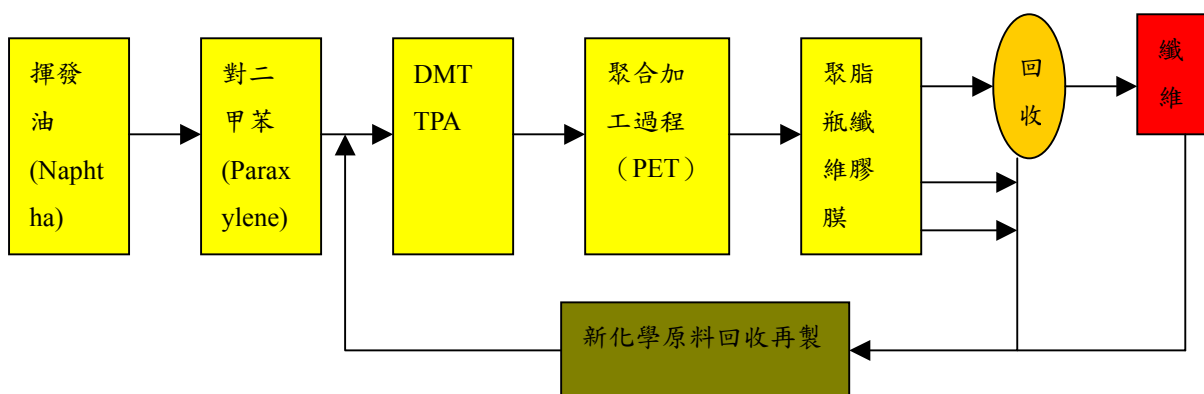 揮發
油
(Napht
ha)
對二
甲苯
(Parax
ylene)
DMT
TPA
聚合加
工過程
（PET）
聚脂
瓶纖
維膠
膜
回
收
纖
維
新化學原料回收再製